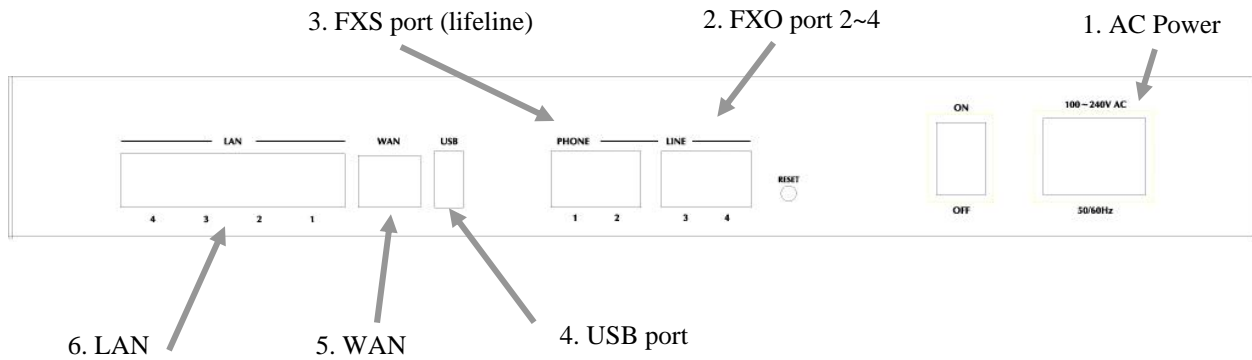 3. FXS port (lifeline)
2. FXO port 2~4
1. AC Power
ON
100~240V AC
LAN
WAN
USB
PHONE
LINE
RESET
4 3 2 1
1 2
3 4
OFF
50/60Hz
6. LAN
5. WAN
4. USB port